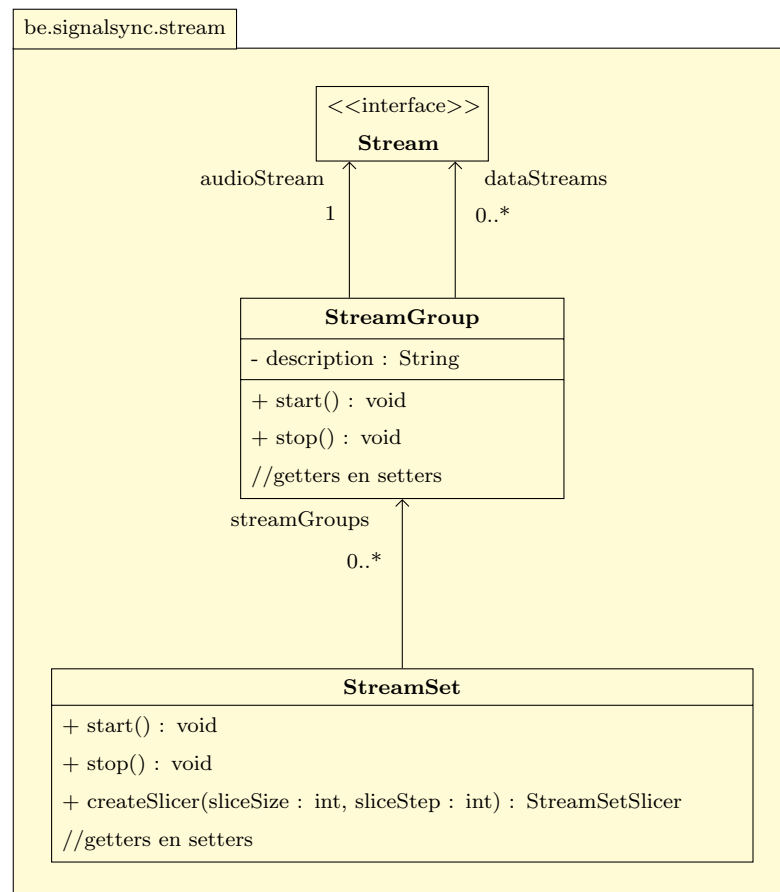 be.signalsync.stream
<<interface>>
Stream
audioStream
dataStreams
1
0..*
StreamGroup
- description : String
+ start() : void
+ stop() : void
//getters en setters
streamGroups
0..*
StreamSet
+ start() : void
+ stop() : void
+ createSlicer(sliceSize : int, sliceStep : int) : StreamSetSlicer
//getters en setters